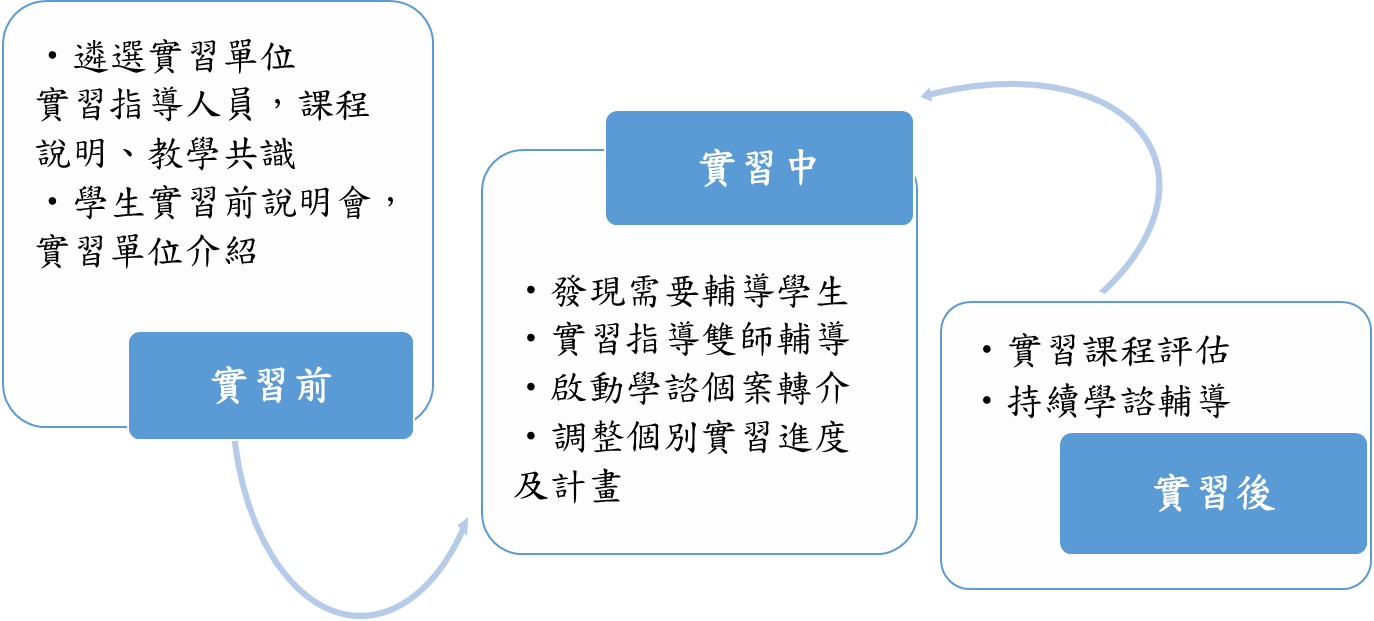 ・遴選實習單位
實習指導人員，課程
說明、教學共識
・學生實習前說明會，
實習單位介紹
實習前
實習中
・發現需要輔導學生
・實習指導雙師輔導
・啟動學諮個案轉介
・調整個別實習進度
及計畫
・實習課程評估
・持續學諮輔導
實習後